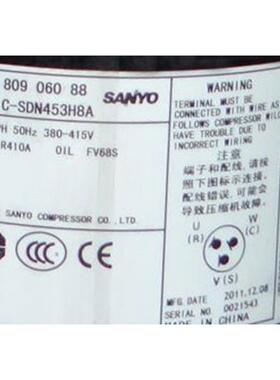 809 060 88 SANYO
C-SDN453H8A
PH 50Hz 380-415V
R410A OIL FV68S
SANYO COMPRESSOR CO., LTD.
CCC
WARNING
TERMINAL MUST BE
CONNECTED WITH WIRE AS
FOLLOWS COMPRESSOR WILL
HAVE TROUBLE DUE TO
INCORRECT WIRING
注意
端子和配线，请按
照下图标示连接。
配线错误，可能会
导致压缩机故障。
U W
(R) (C)
V(S)
MFG. DATE 2011.12.08
SERIAL NO. 0021543
MADE IN CHINA